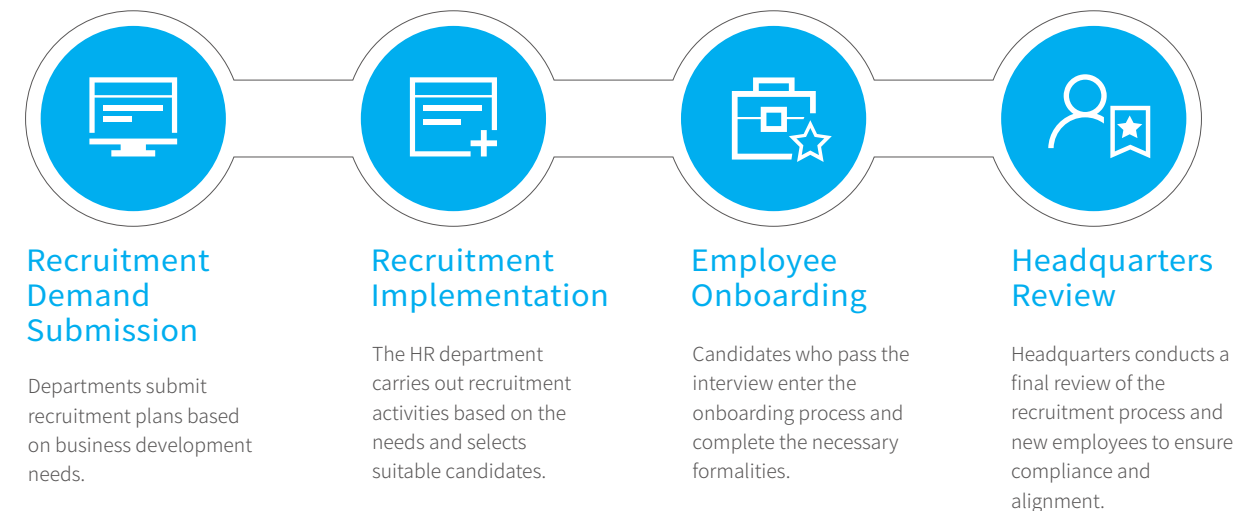 Recruitment
Demand
Submission
Departments submit
recruitment plans based
on business development
needs.
Recruitment
Implementation
The HR department
carries out recruitment
activities based on the
needs and selects
suitable candidates.
Employee
Onboarding
Candidates who pass the
interview enter the
onboarding process and
complete the necessary
formalities.
Headquarters
Review
Headquarters conducts a
final review of the
recruitment process and
new employees to ensure
compliance and
alignment.